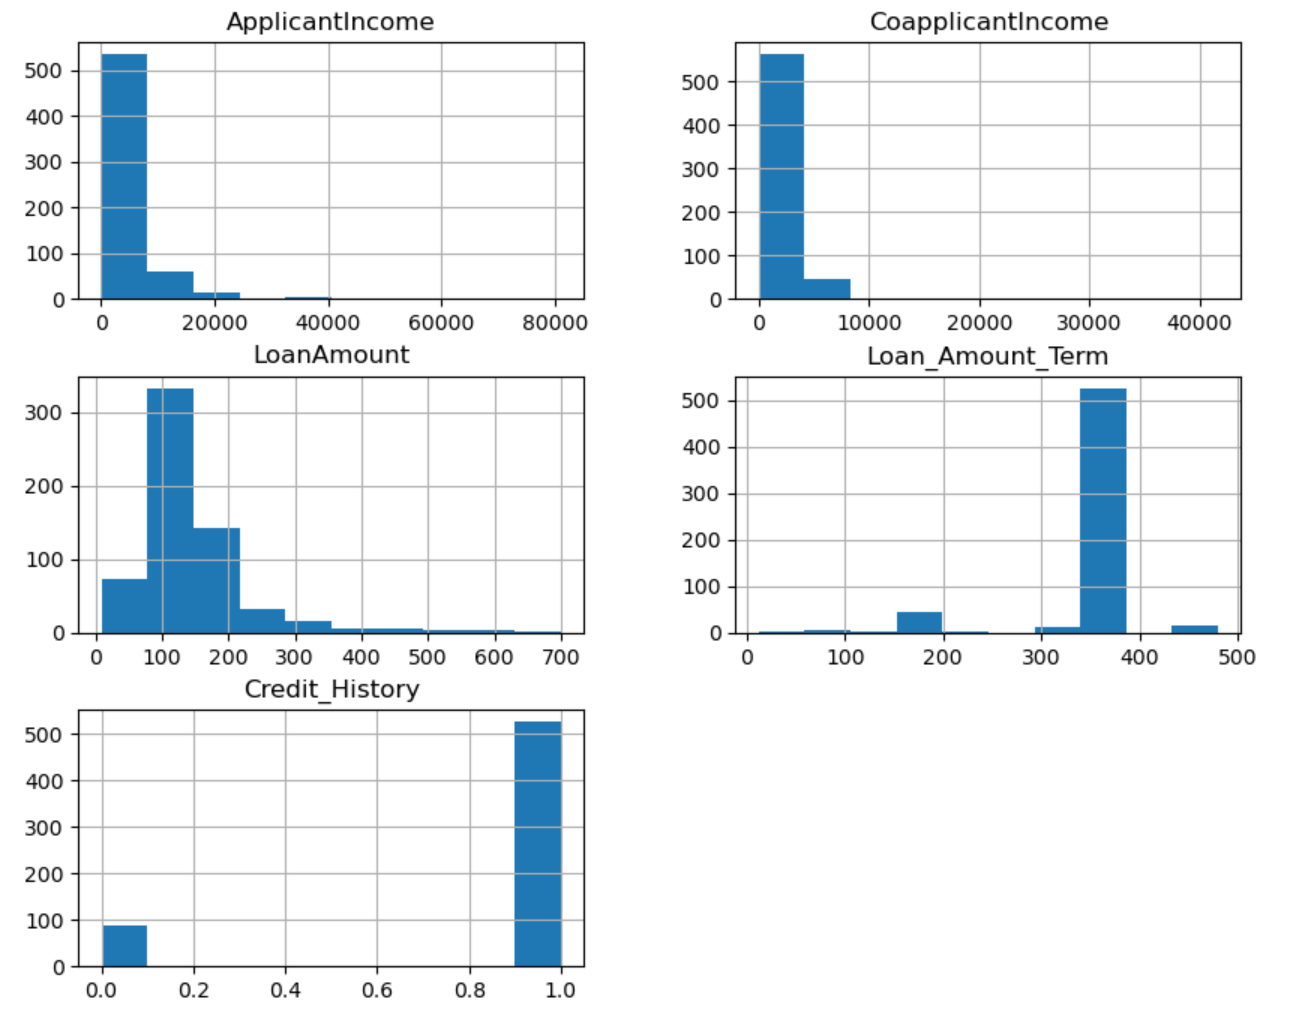 ApplicantIncome
500
400
300
200
100
0
0 20000 40000 60000 80000
CoapplicantIncome
500
400
300
200
100
0
0 10000 20000 30000 40000
LoanAmount
300
200
100
0
0 100 200 300 400 500 600 700
Loan_Amount_Term
500
400
300
200
100
0
0 100 200 300 400 500
Credit_History
500
400
300
200
100
0
0.0 0.2 0.4 0.6 0.8 1.0